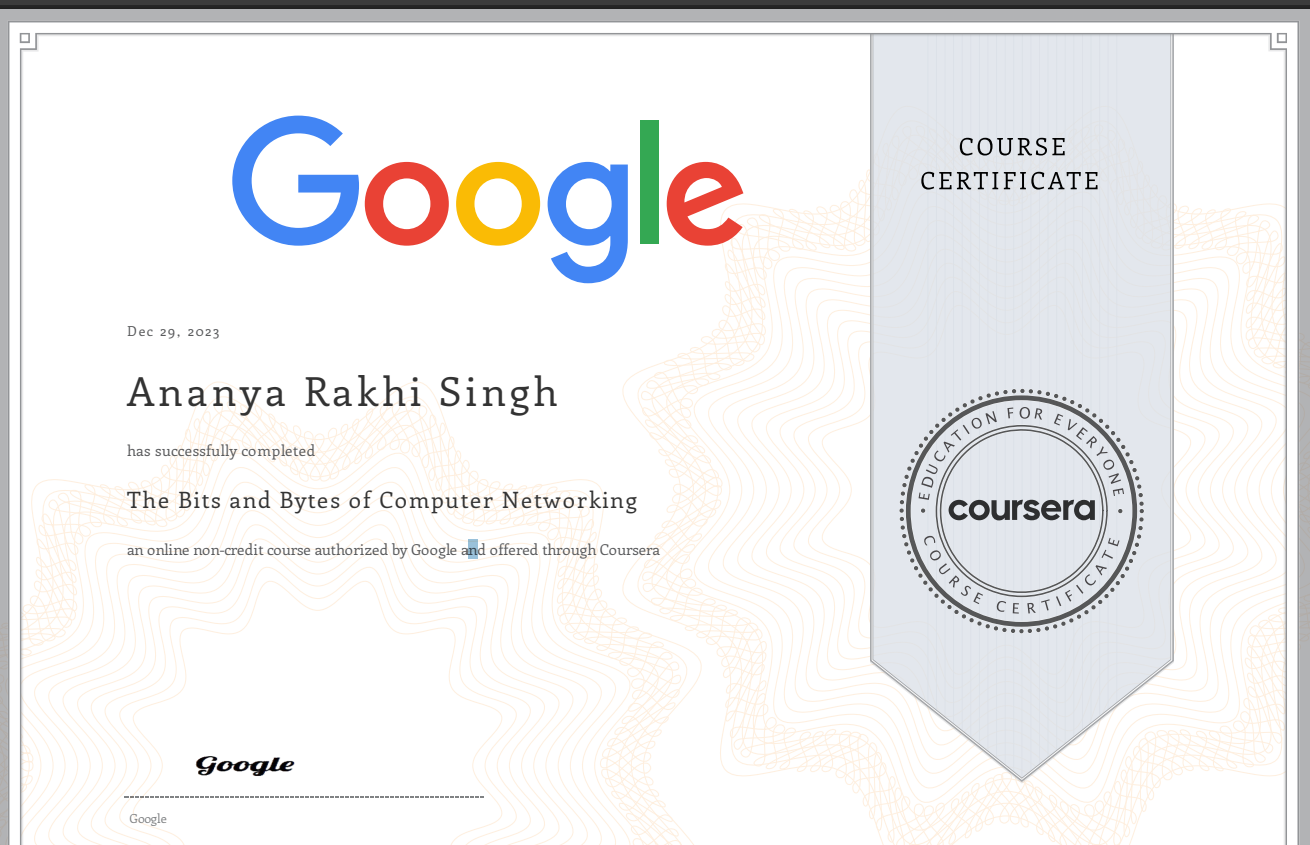 Google
COURSE
CERTIFICATE
Dec 29, 2023
Ananya Rakhi Singh
has successfully completed
The Bits and Bytes of Computer Networking
an online non-credit course authorized by Google and offered through Coursera
EDUCATION FOR EVERYONE
coursera
COURSE CERTIFICATE
Google
Google